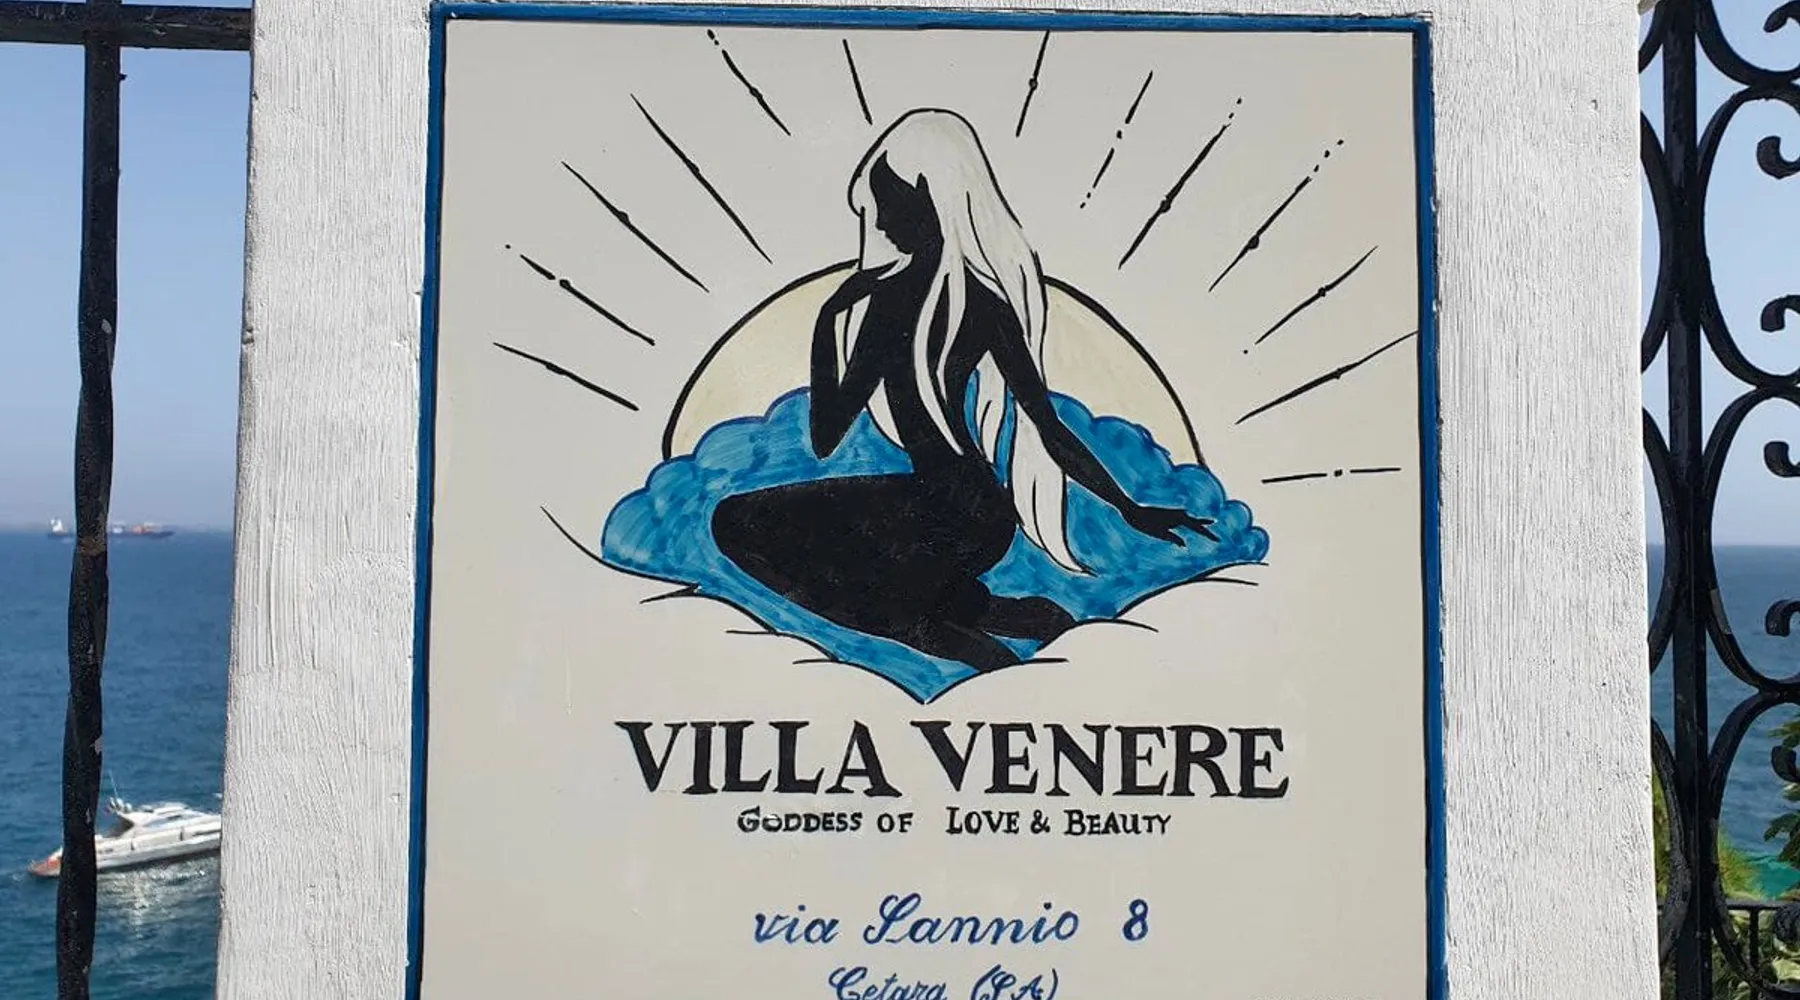 VILLA VENERE
GODDESS OF LOVE & BEAUTY
via Sannio 8
Cetara (SA)